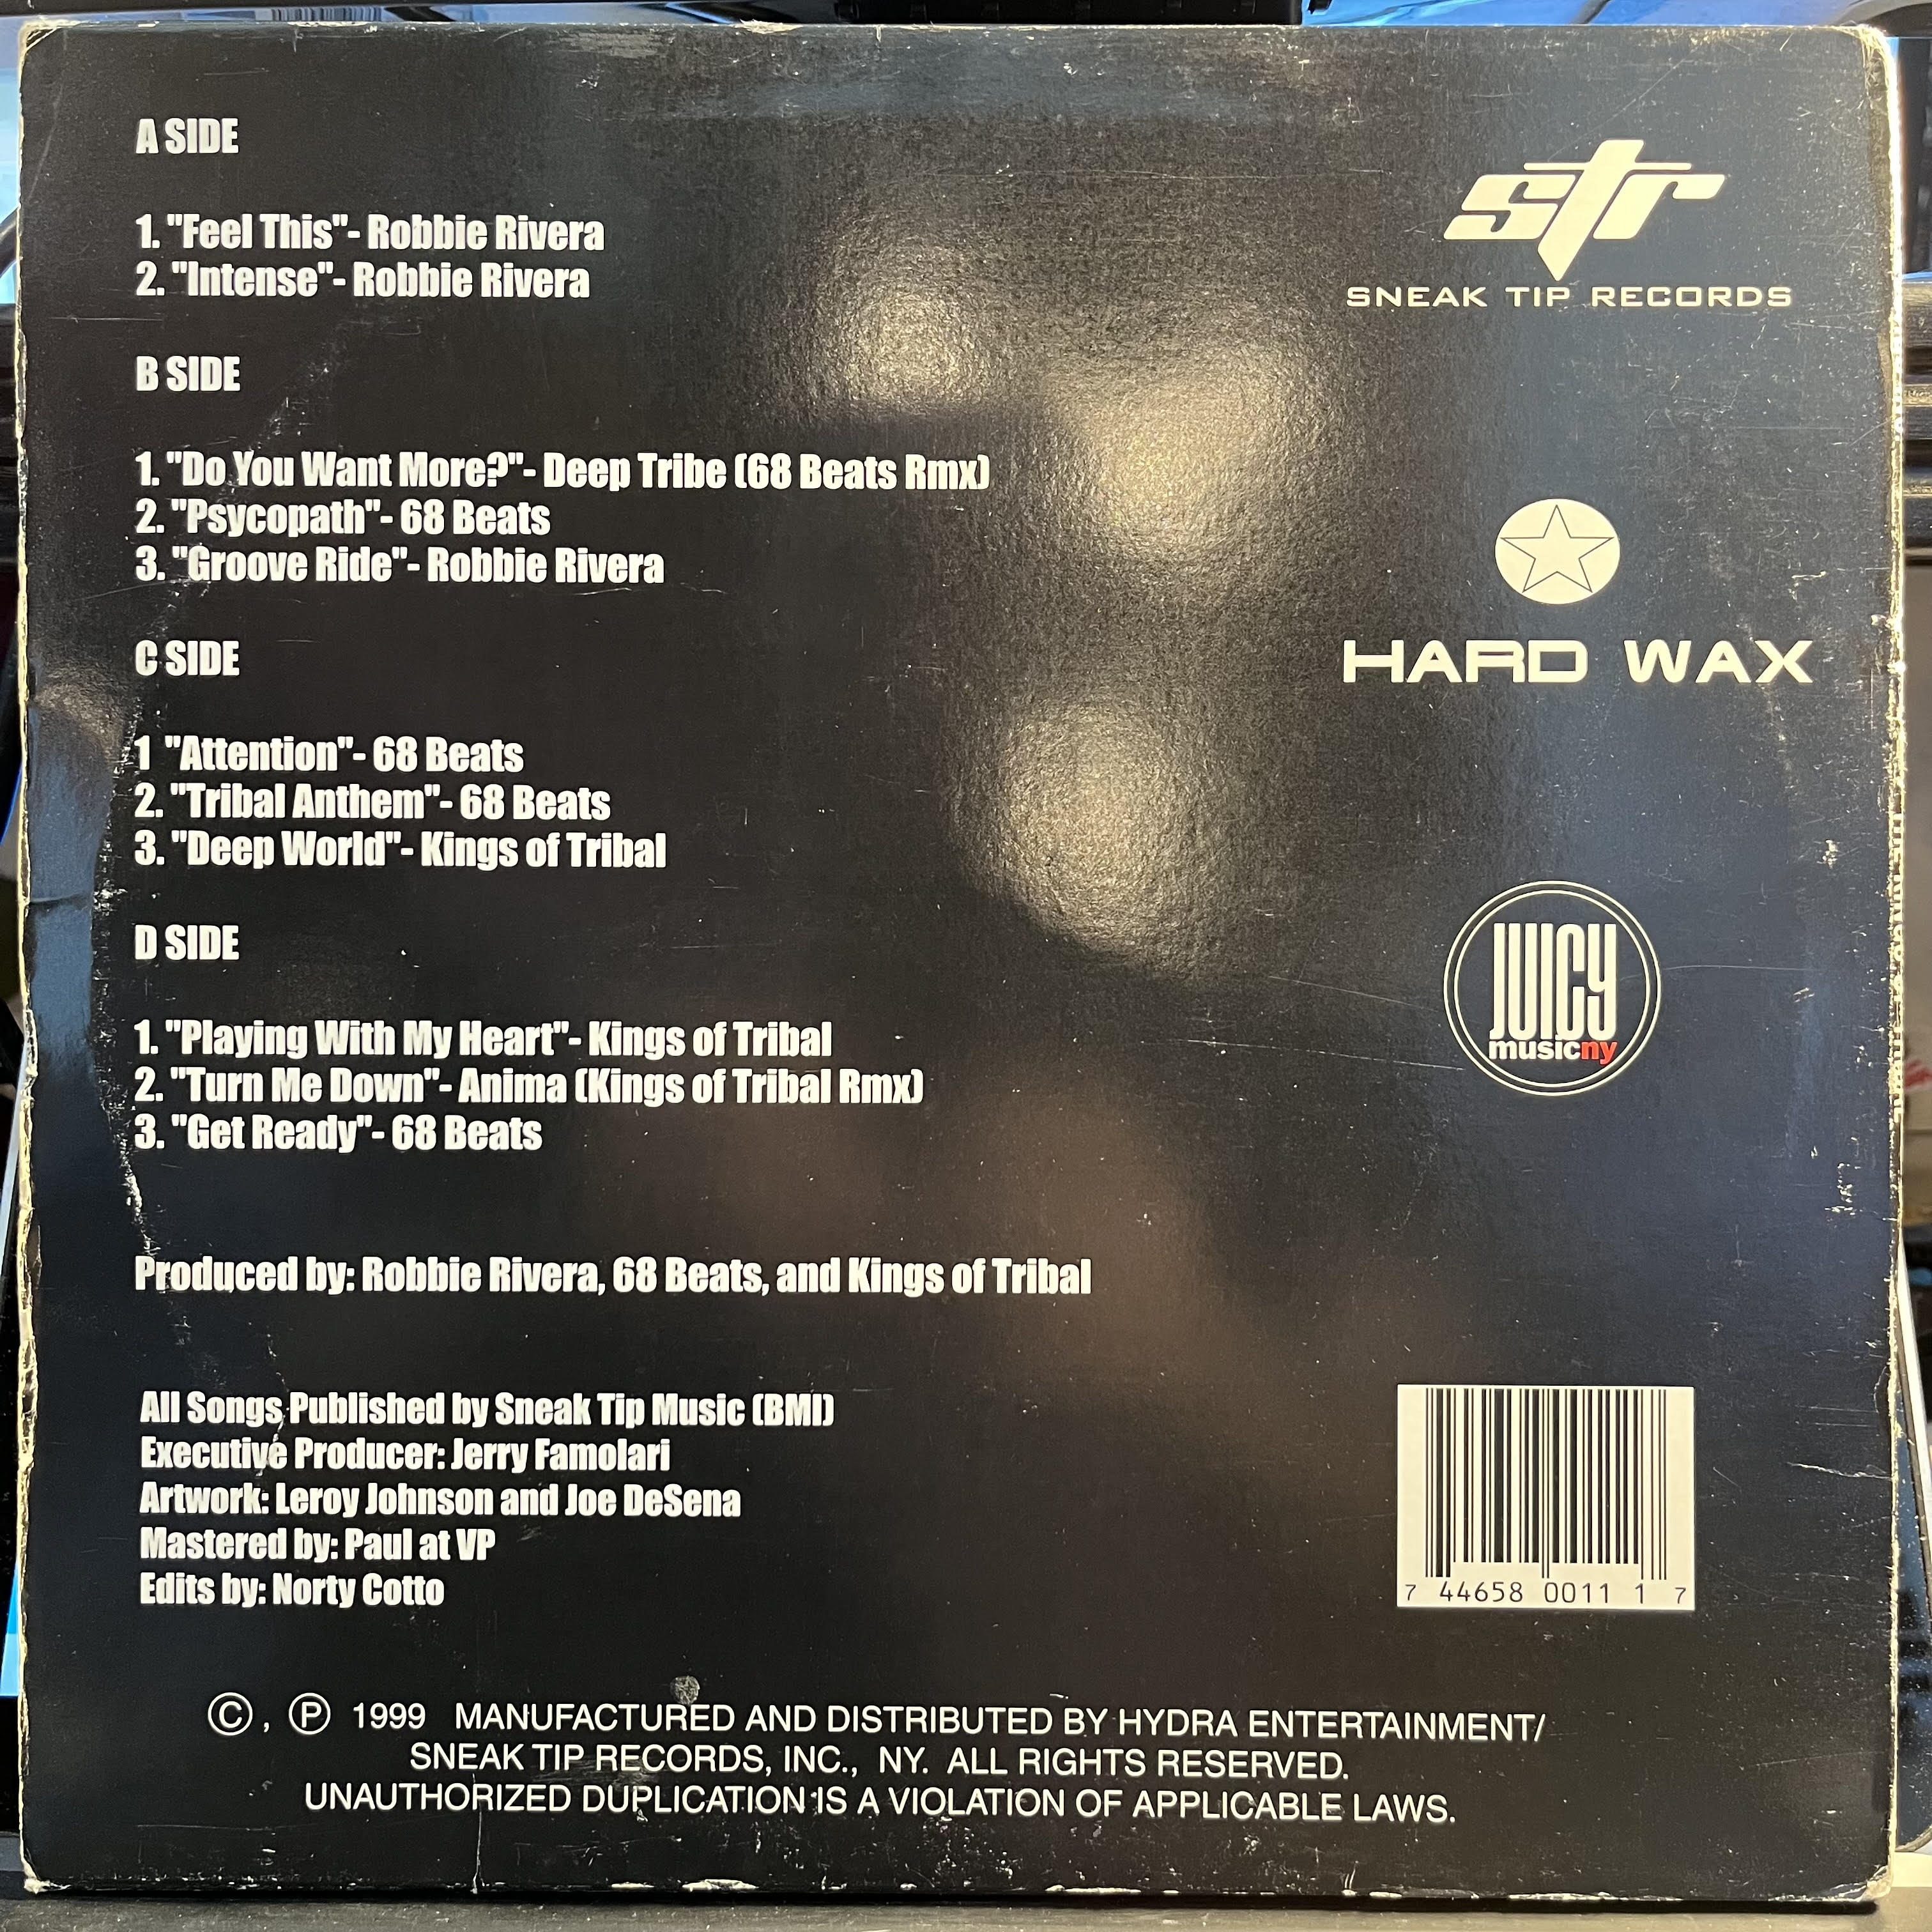 A SIDE
1. "Feel This"- Robbie Rivera
2. "Intense"- Robbie Rivera
B SIDE
1. "Do You Want More?"- Deep Tribe (68 Beats Rmx)
2. "Psycopath"- 68 Beats
3. "Groove Ride"- Robbie Rivera
C SIDE
1 "Attention"- 68 Beats
2. "Tribal Anthem"- 68 Beats
3. "Deep World"- Kings of Tribal
D SIDE
1. "Playing With My Heart"- Kings of Tribal
2. "Turn Me Down"- Anima (Kings of Tribal Rmx)
3. "Get Ready"- 68 Beats
Produced by: Robbie Rivera, 68 Beats, and Kings of Tribal
All Songs Published by Sneak Tip Music (BMI)
Executive Producer: Jerry Famolari
Artwork: Leroy Johnson and Joe DeSena
Mastered by: Paul at VP
Edits by: Norty Cotto
str
SNEAK TIP RECORDS
HARD WAX
JUICY
musicny
7 44658 0011 1 7
©, ℗ 1999 MANUFACTURED AND DISTRIBUTED BY HYDRA ENTERTAINMENT/
SNEAK TIP RECORDS, INC., NY. ALL RIGHTS RESERVED.
UNAUTHORIZED DUPLICATION IS A VIOLATION OF APPLICABLE LAWS.